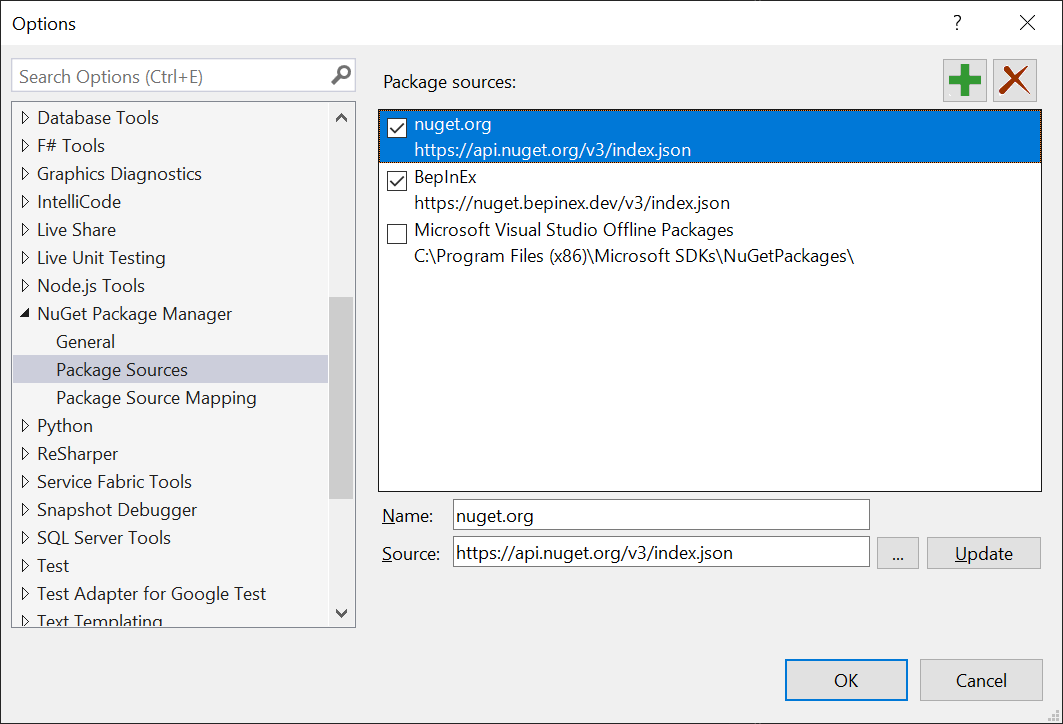 Options
?
Search Options (Ctrl+E)
Database Tools
F# Tools
Graphics Diagnostics
IntelliCode
Live Share
Live Unit Testing
Node.js Tools
NuGet Package Manager
General
Package Sources
Package Source Mapping
Python
ReSharper
Service Fabric Tools
Snapshot Debugger
SQL Server Tools
Test
Test Adapter for Google Test
Text Templating
Package sources:
nuget.org
https://api.nuget.org/v3/index.json
BepInEx
https://nuget.bepinex.dev/v3/index.json
Microsoft Visual Studio Offline Packages
C:\Program Files (x86)\Microsoft SDKs\NuGetPackages\
Name: nuget.org
Source: https://api.nuget.org/v3/index.json ... Update
OK Cancel